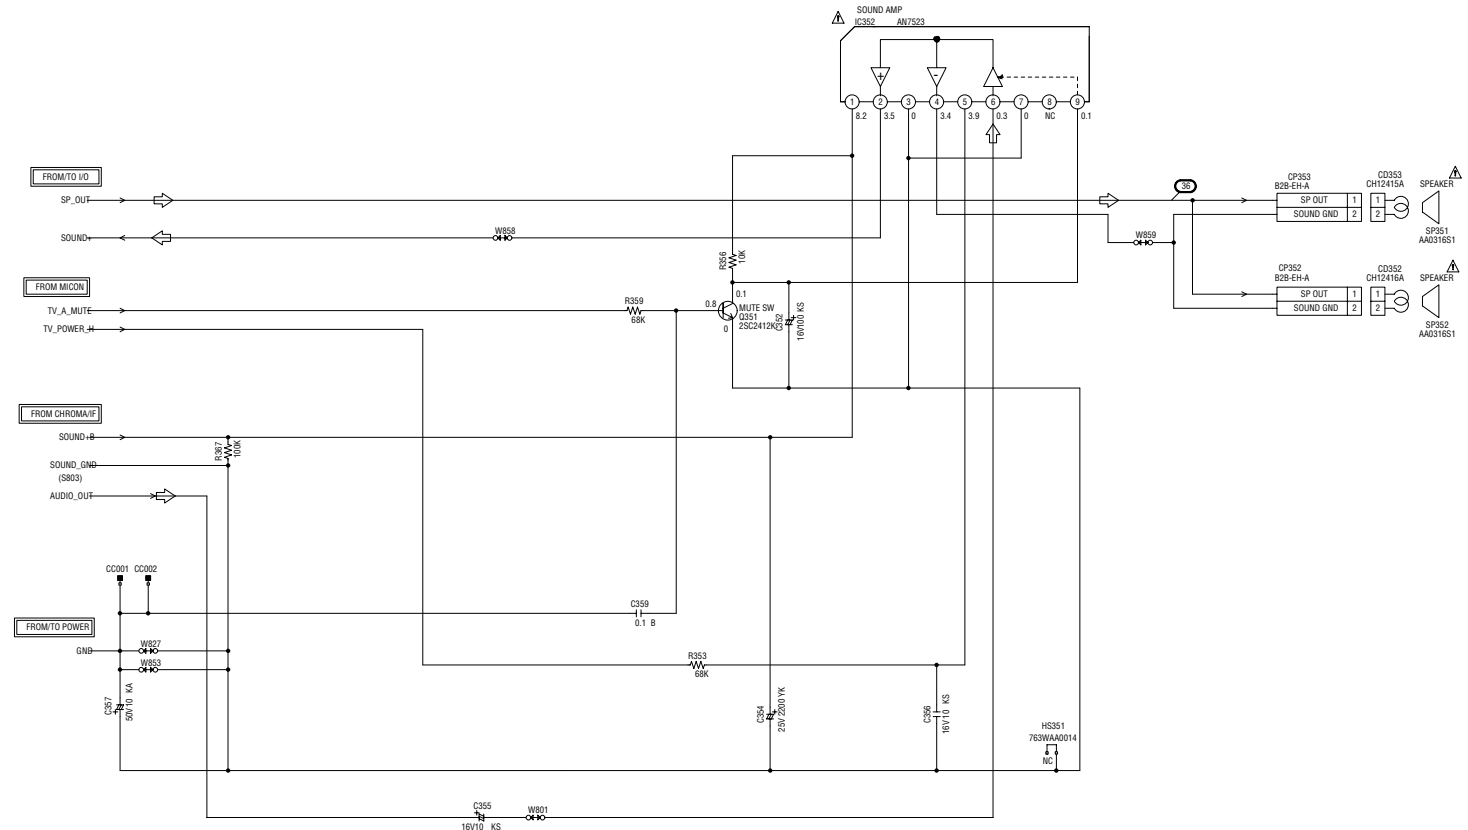 SOUND AMP
IC352 AN7523
+
-
1 2 3 4 5 6 7 8 9
8.2 3.5 0 3.4 3.9 0.3 0 NC 0.1
FROM/TO I/O
SP_OUT
SOUND+
W858
36
W859
CP353
B2B-EH-A
SP OUT 1
SOUND GND 2
CD353
CH12415A
1
2
SPEAKER
SP351
AA0316S1
CP352
B2B-EH-A
SP OUT 1
SOUND GND 2
CD352
CH12416A
1
2
SPEAKER
SP352
AA0316S1
FROM MICON
TV_A_MUTE
TV_POWER_H
R359
68K
R356
10K
0.1
0.8
0
MUTE SW
Q351
2SC2412K
C352
16V100 KS
FROM CHROMA/IF
SOUND+B
SOUND_GND
(S803)
AUDIO_OUT
R367
100K
CC001 CC002
C359
0.1 B
FROM/TO POWER
GND
W827
W853
C357
50V10 KA
R353
68K
C354
25V 2200 YK
C356
16V10 KS
HS351
763WAA0014
NC
C355
16V10 KS
W801